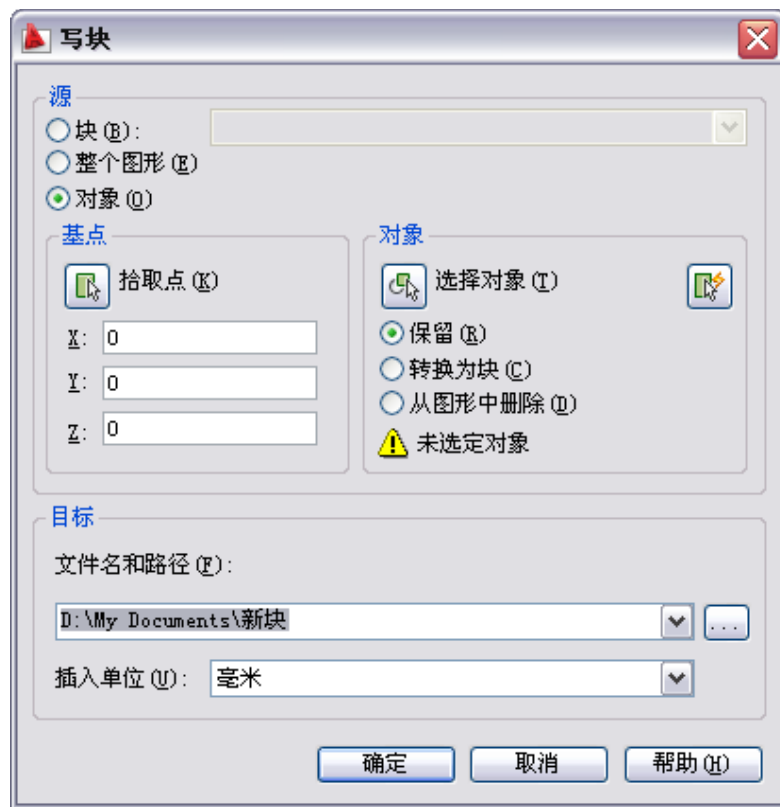 写块
源
块(B):
整个图形(E)
对象(O)
基点
拾取点(K)
X: 0
Y: 0
Z: 0
对象
选择对象(T)
保留(R)
转换为块(C)
从图形中删除(D)
未选定对象
目标
文件名和路径(F):
D:\My Documents\新块
...
插入单位(U): 毫米
确定 取消 帮助(H)